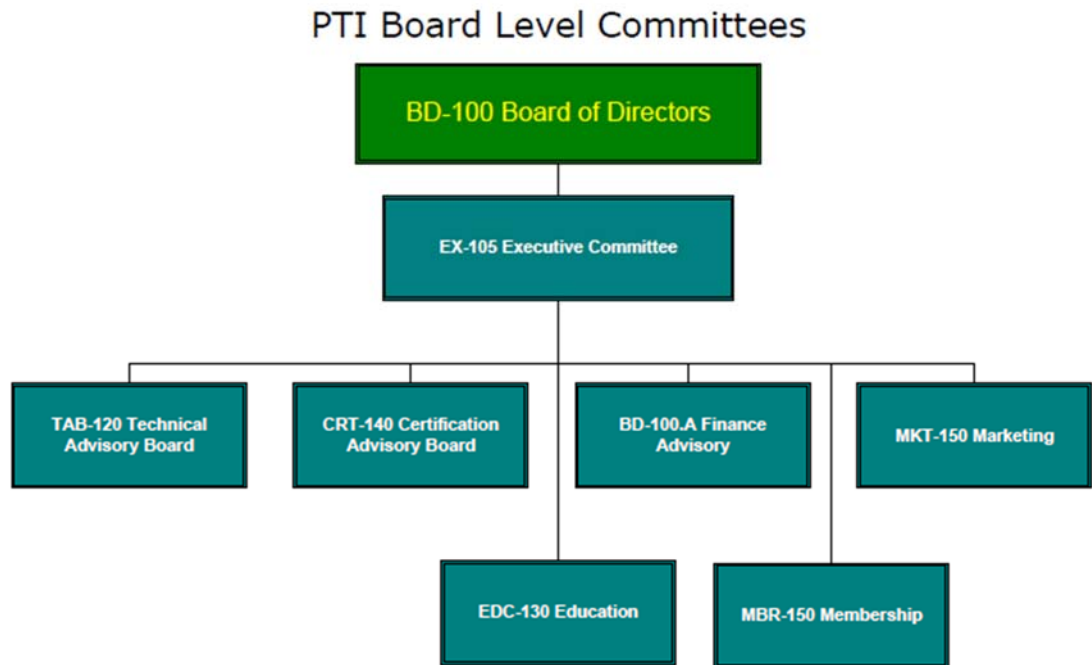 PTI Board Level Committees
BD-100 Board of Directors
EX-105 Executive Committee
TAB-120 Technical
Advisory Board
CRT-140 Certification
Advisory Board
BD-100.A Finance
Advisory
MKT-150 Marketing
EDC-130 Education
MBR-150 Membership